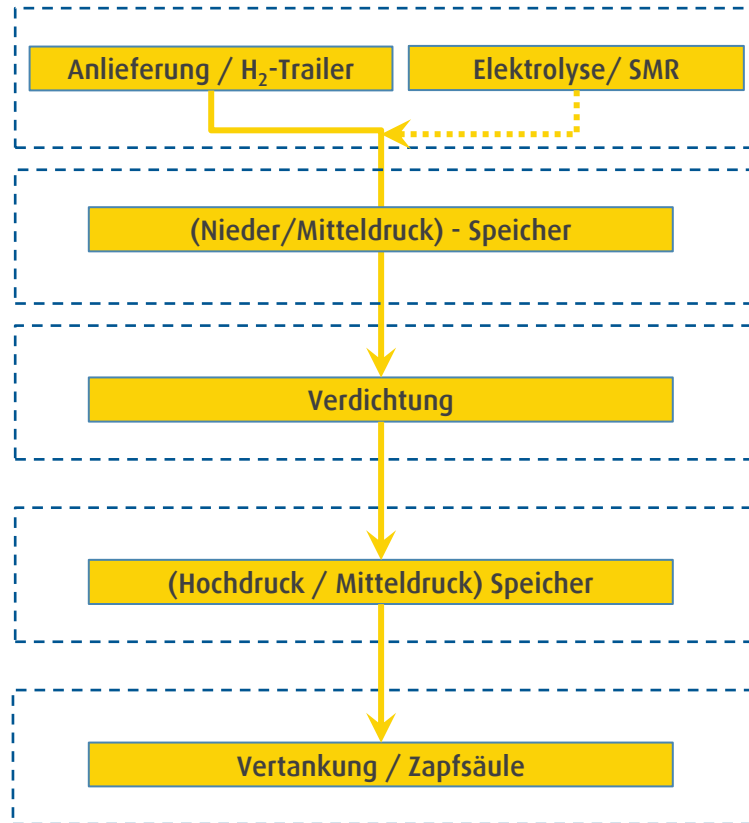 Anlieferung / H₂-Trailer
Elektrolyse/ SMR
(Nieder/Mitteldruck) - Speicher
Verdichtung
(Hochdruck / Mitteldruck) Speicher
Vertankung / Zapfsäule